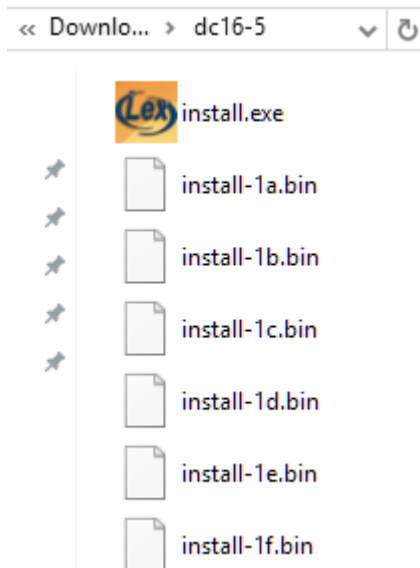 « Downlo... > dc16-5
Lex install.exe
install-1a.bin
install-1b.bin
install-1c.bin
install-1d.bin
install-1e.bin
install-1f.bin